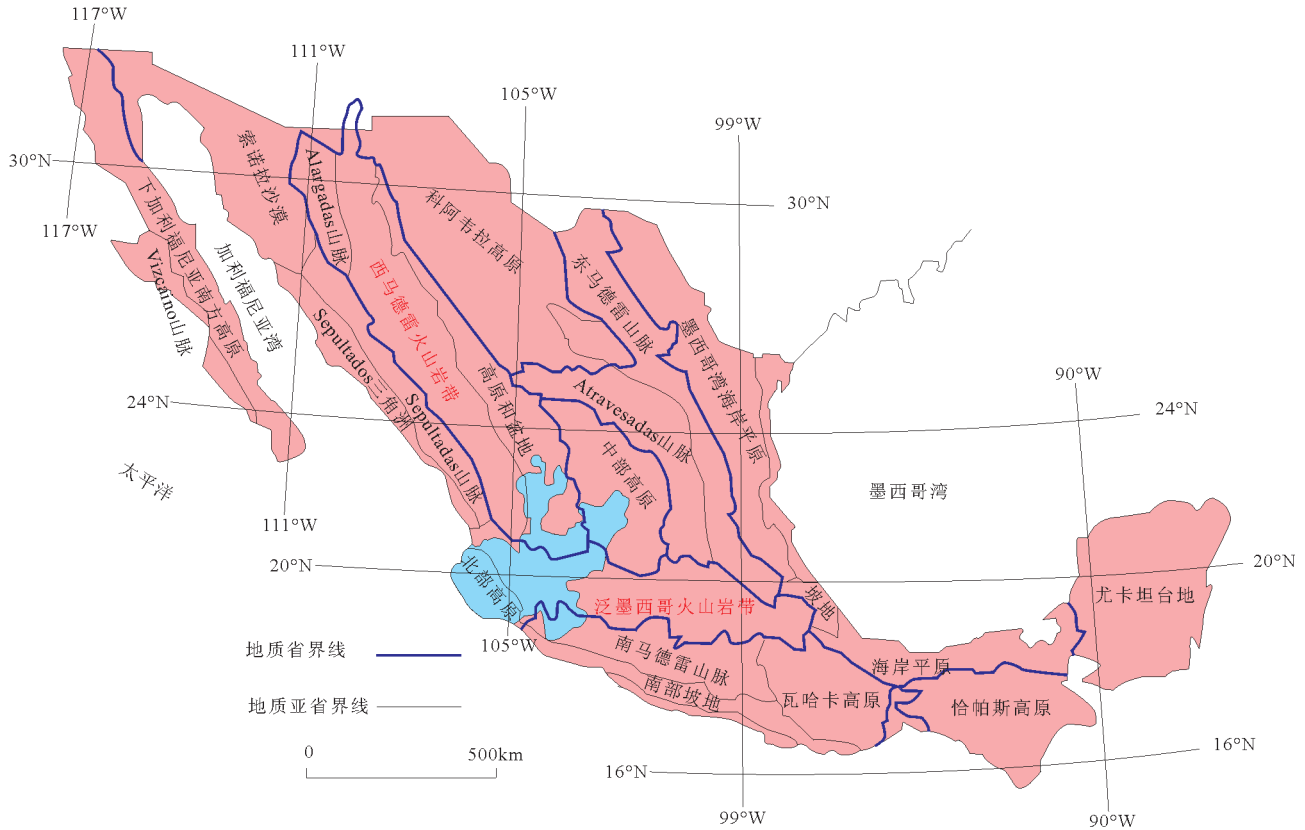 117°W
111°W
105°W
99°W
30°N
30°N
117°W
索诺拉沙漠
Alargadas山脉
科阿韦拉高原
下加利福尼亚南方高原
Vizcaino山脉
加利福尼亚湾
西马德雷火山岩带
东马德雷山脉
墨西哥湾海岸平原
Sepultados三角洲
Sepultadas山脉
高原和盆地
Atravesadas山脉
中部高原
90°W
24°N
24°N
太平洋
墨西哥湾
111°W
20°N
20°N
北部高原
泛墨西哥火山岩带
坡地
尤卡坦台地
105°W
地质省界线
南马德雷山脉
海岸平原
南部坡地
瓦哈卡高原
恰帕斯高原
地质亚省界线
0
500km
16°N
16°N
99°W
90°W